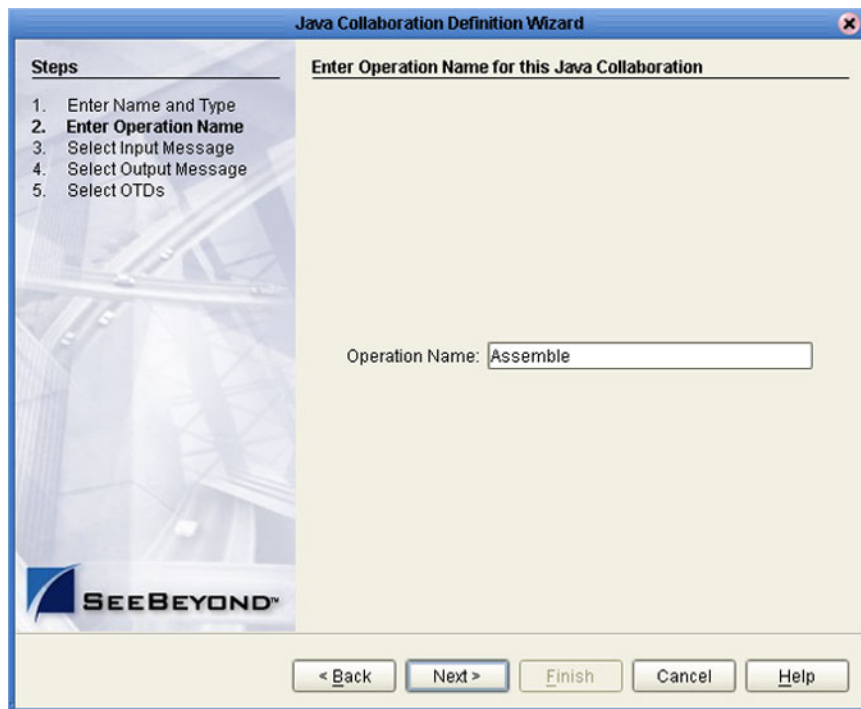 Java Collaboration Definition Wizard
Steps
1. Enter Name and Type
2. Enter Operation Name
3. Select Input Message
4. Select Output Message
5. Select OTDs
SEEBEYOND™
Enter Operation Name for this Java Collaboration
Operation Name: Assemble
< Back
Next >
Finish
Cancel
Help